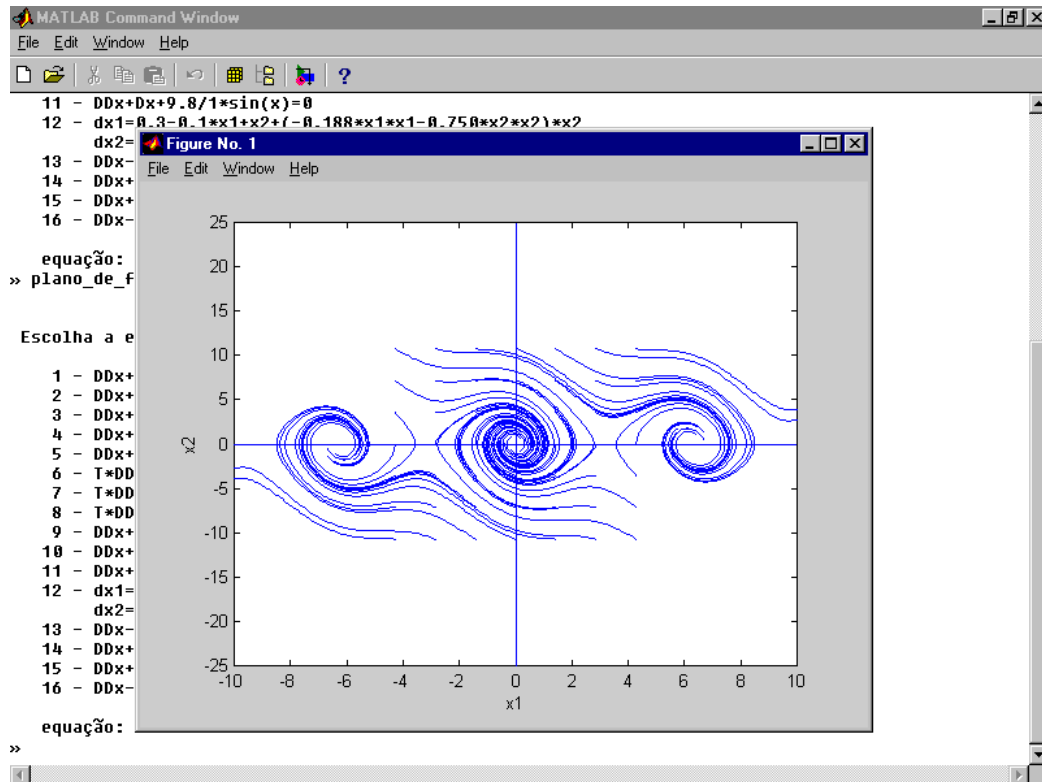 MATLAB Command Window
File Edit Window Help
11 - DDx+Dx+9.8/1*sin(x)=0
12 - dx1=0.3-0.1*x1+x2+(-0.188*x1*x1-0.750*x2*x2)*x2
dx2=
13 - DDx-
14 - DDx+
15 - DDx+
16 - DDx-
equação:
» plano_de_f
Escolha a e
1 - DDx+
2 - DDx+
3 - DDx+
4 - DDx+
5 - DDx+
6 - T*DD
7 - T*DD
8 - T*DD
9 - DDx+
10 - DDx+
11 - DDx+
12 - dx1=
dx2=
13 - DDx-
14 - DDx+
15 - DDx+
16 - DDx-
equação:
»
Figure No. 1
File Edit Window Help
25
20
15
10
5
0
-5
-10
-15
-20
-25
x2
-10 -8 -6 -4 -2 0 2 4 6 8 10
x1